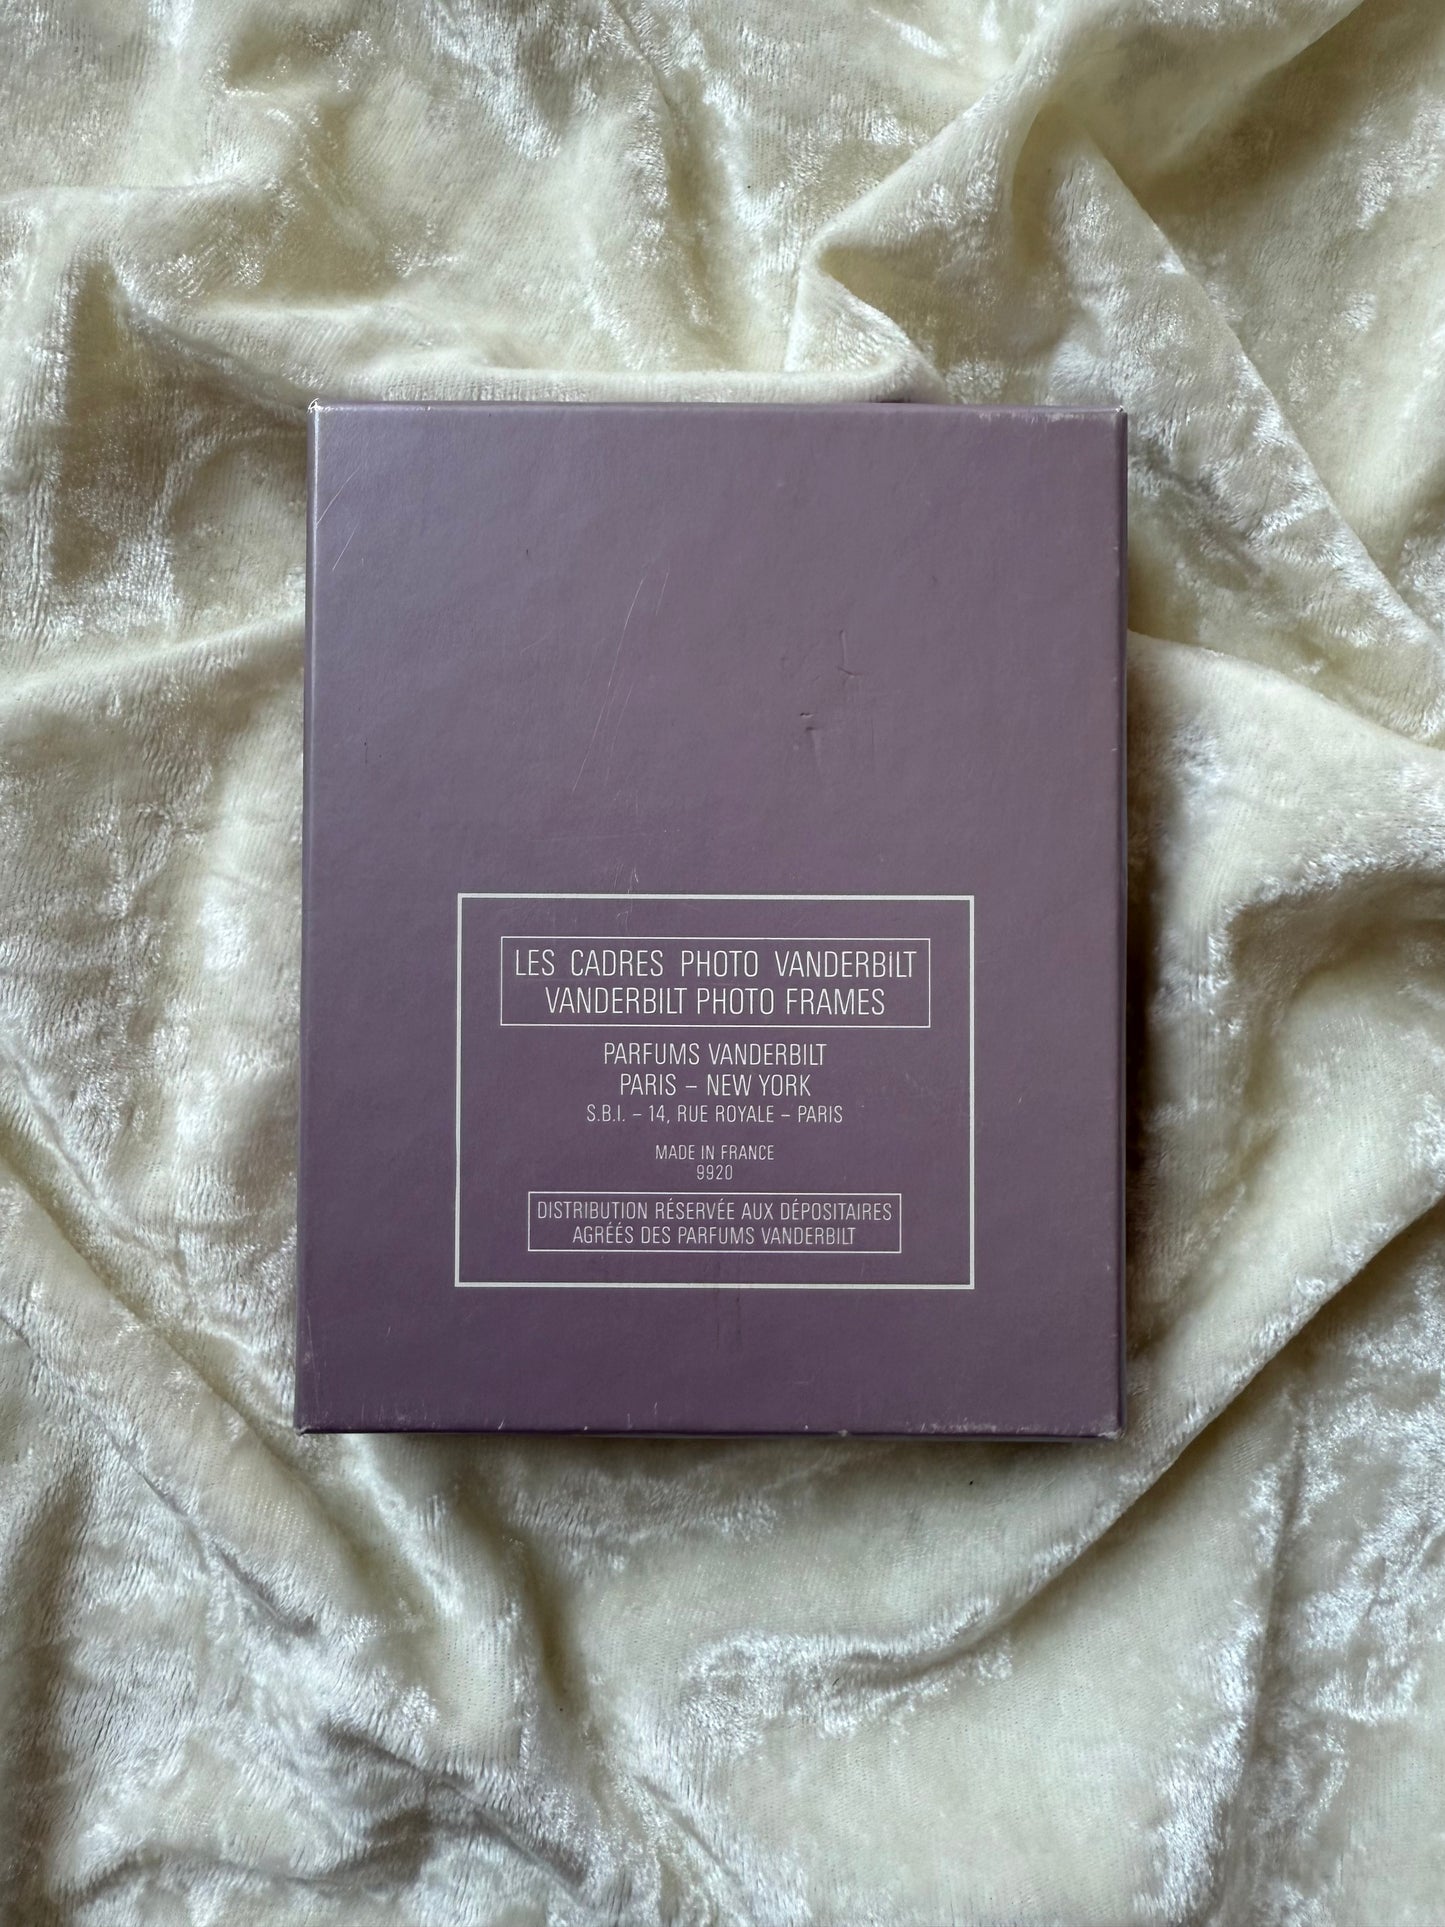 LES CADRES PHOTO VANDERBILT
VANDERBILT PHOTO FRAMES
PARFUMS VANDERBILT
PARIS – NEW YORK
S.B.I. – 14, RUE ROYALE – PARIS
MADE IN FRANCE
9920
DISTRIBUTION RÉSERVÉE AUX DÉPOSITAIRES
AGRÉÉS DES PARFUMS VANDERBILT